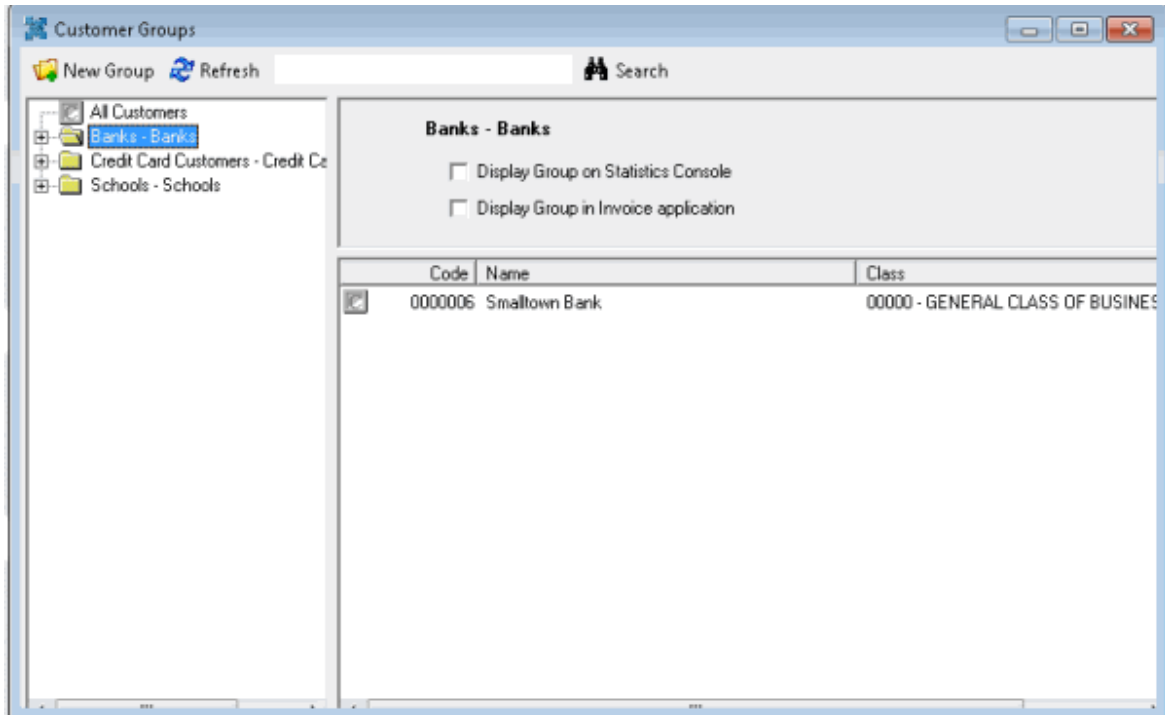 Customer Groups
New Group Refresh Search
All Customers
Banks - Banks
Credit Card Customers - Credit Ca
Schools - Schools
Banks - Banks
Display Group on Statistics Console
Display Group in Invoice application
Code Name Class
0000006 Smalltown Bank 00000 - GENERAL CLASS OF BUSINES